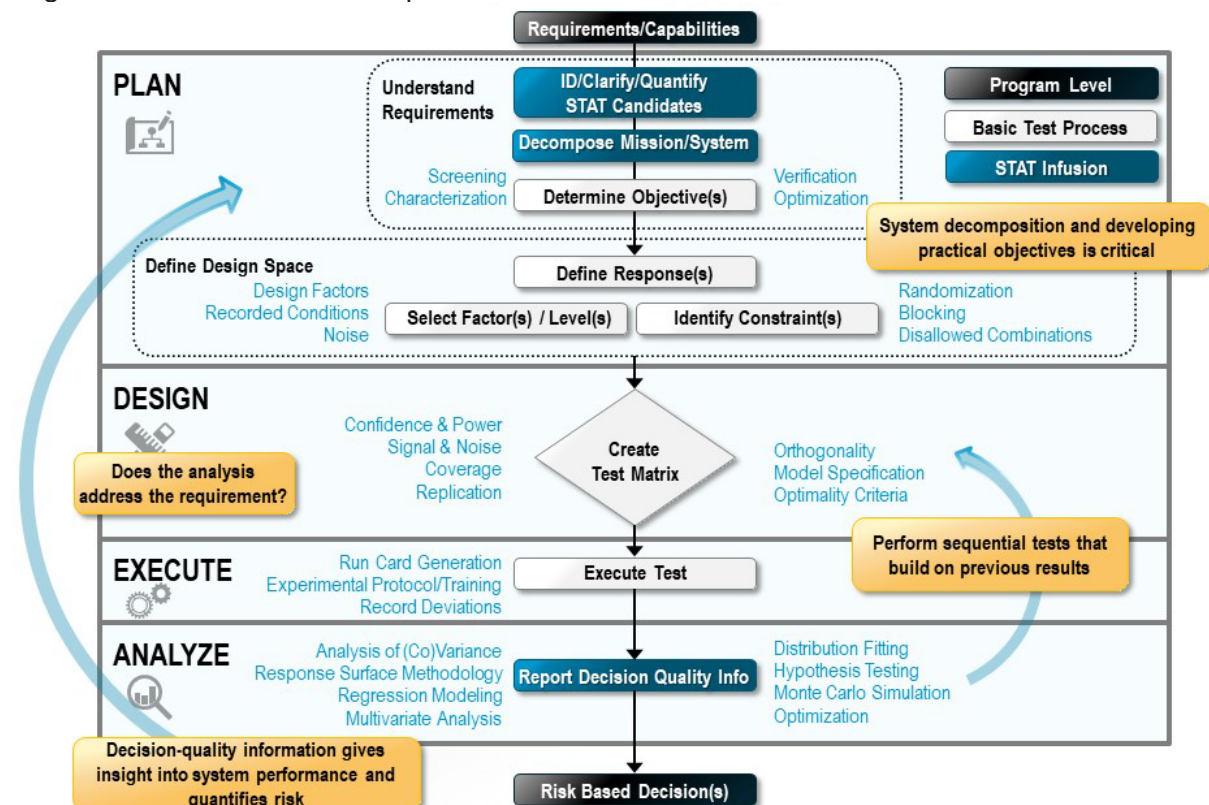 Requirements/Capabilities
PLAN
Understand
Requirements
ID/Clarify/Quantify
STAT Candidates
Decompose Mission/System
Screening
Characterization
Determine Objective(s)
Verification
Optimization
Program Level
Basic Test Process
STAT Infusion
System decomposition and developing
practical objectives is critical
Define Design Space
Design Factors
Recorded Conditions
Noise
Define Response(s)
Select Factor(s) / Level(s)
Identify Constraint(s)
Randomization
Blocking
Disallowed Combinations
DESIGN
Confidence & Power
Signal & Noise
Coverage
Replication
Create
Test Matrix
Orthogonality
Model Specification
Optimality Criteria
Does the analysis
address the requirement?
Perform sequential tests that
build on previous results
EXECUTE
Run Card Generation
Experimental Protocol/Training
Record Deviations
Execute Test
ANALYZE
Analysis of (Co)Variance
Response Surface Methodology
Regression Modeling
Multivariate Analysis
Report Decision Quality Info
Distribution Fitting
Hypothesis Testing
Monte Carlo Simulation
Optimization
Decision-quality information gives
insight into system performance and
quantifies risk
Risk Based Decision(s)